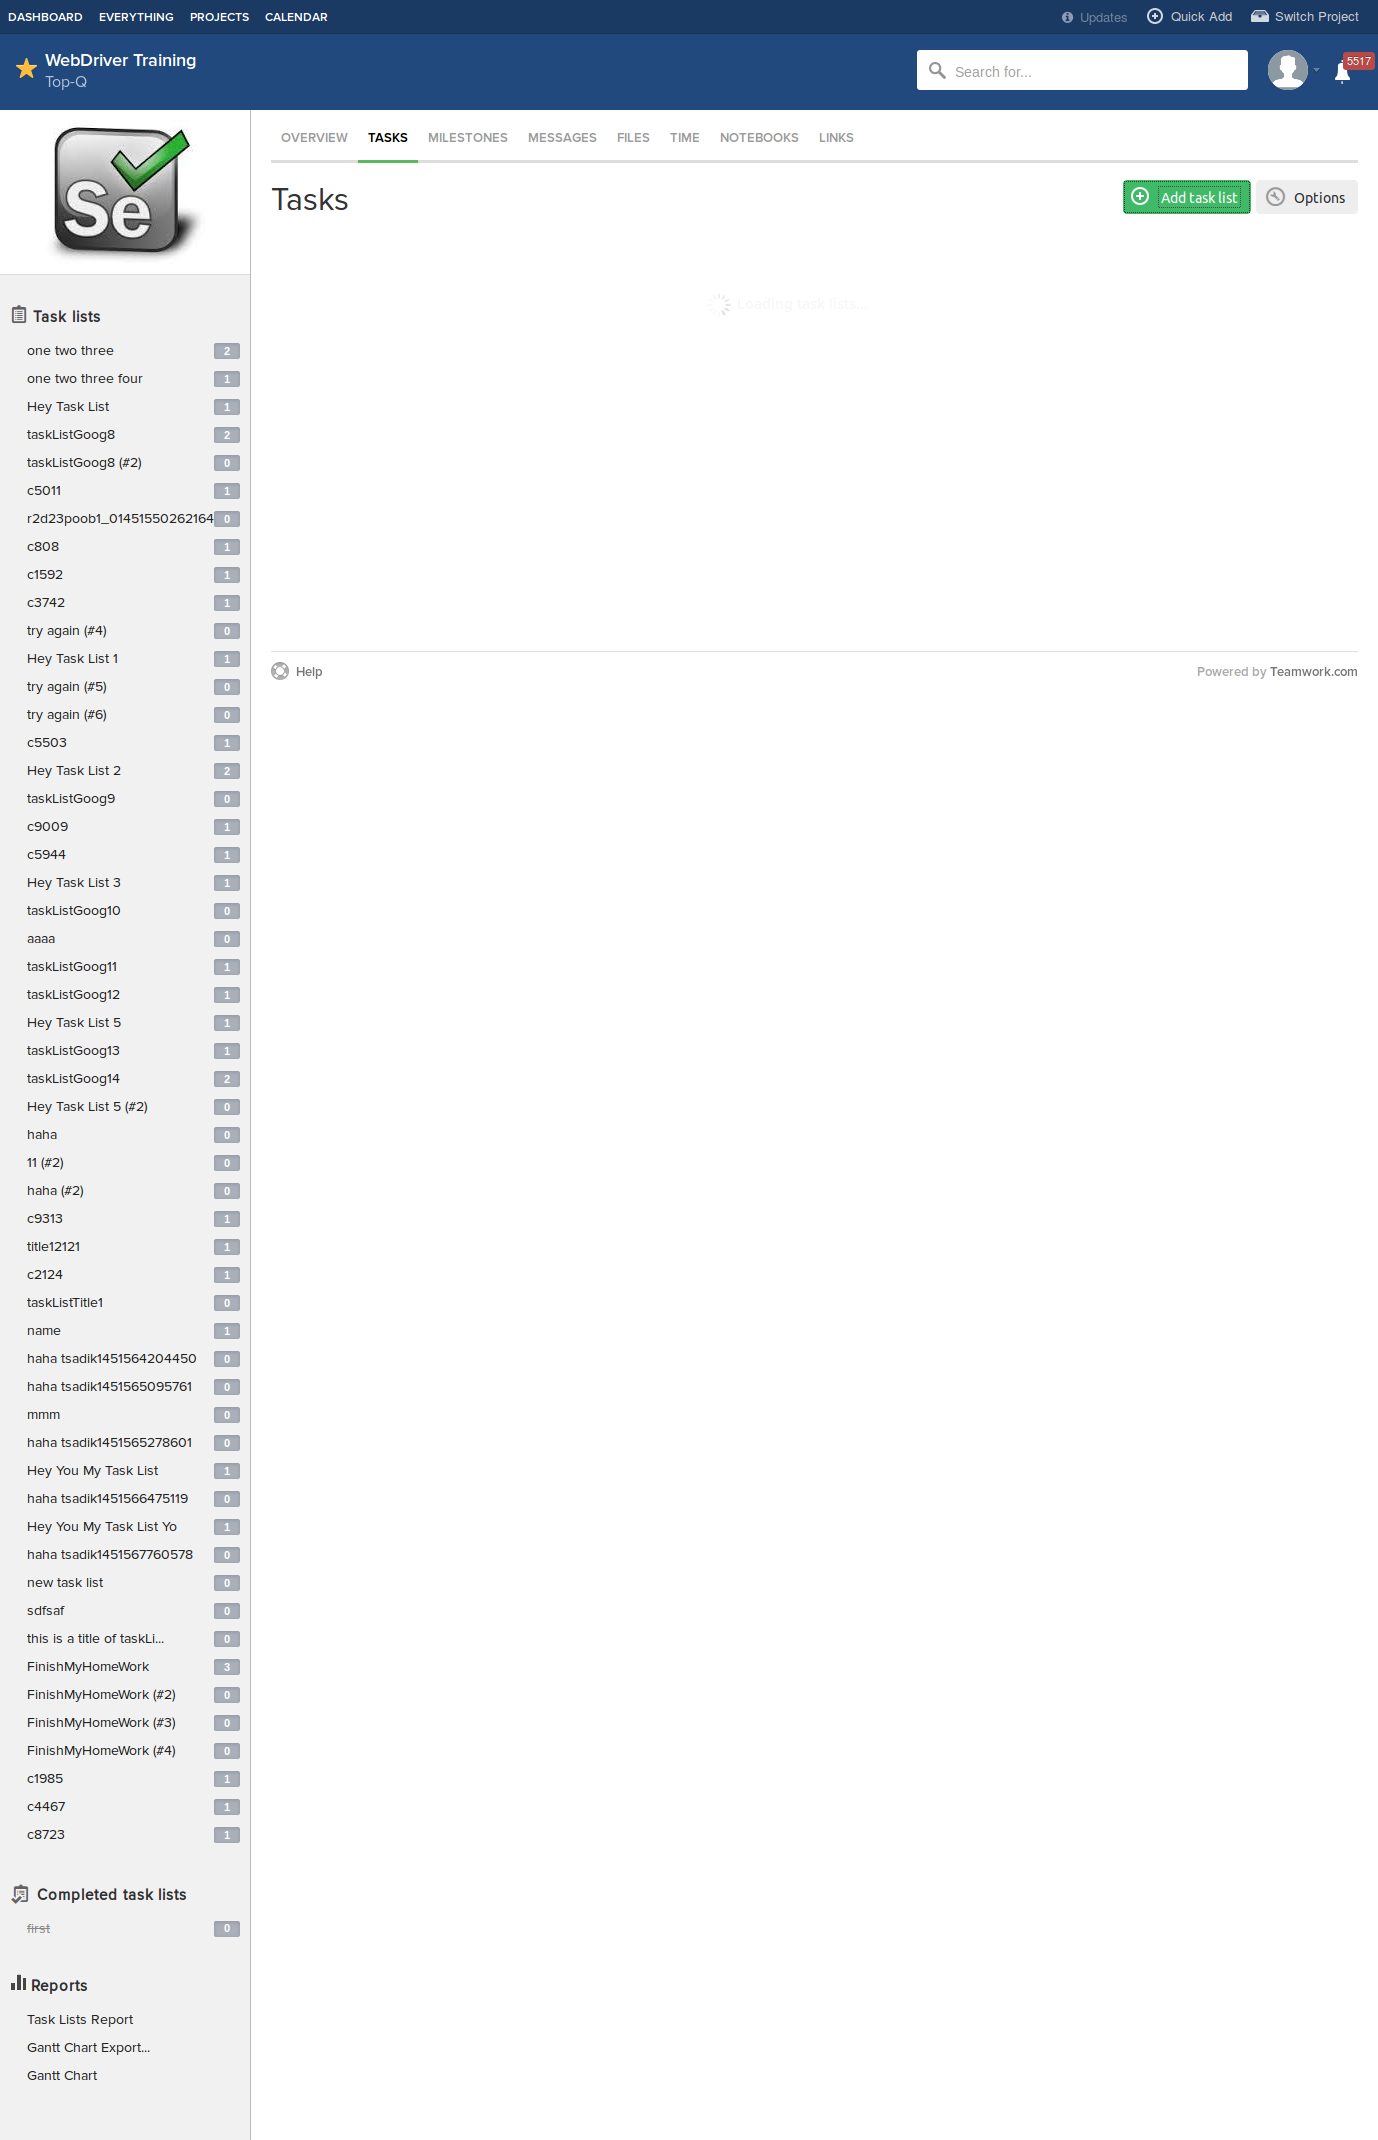 DASHBOARD EVERYTHING PROJECTS CALENDAR Updates Quick Add Switch Project
WebDriver Training
Top-Q
Search for...
5517
Se
OVERVIEW TASKS MILESTONES MESSAGES FILES TIME NOTEBOOKS LINKS
Tasks
Add task list Options
Loading task lists...
Task lists
one two three 2
one two three four 1
Hey Task List 1
taskListGoog8 2
taskListGoog8 (#2) 0
c5011 1
r2d23poob1_01451550262164 0
c808 1
c1592 1
c3742 1
try again (#4) 0
Hey Task List 1 1
try again (#5) 0
try again (#6) 0
c5503 1
Hey Task List 2 2
taskListGoog9 0
c9009 1
c5944 1
Hey Task List 3 1
taskListGoog10 0
aaaa 0
taskListGoog11 1
taskListGoog12 1
Hey Task List 5 1
taskListGoog13 1
taskListGoog14 2
Hey Task List 5 (#2) 0
haha 0
11 (#2) 0
haha (#2) 0
c9313 1
title12121 1
c2124 1
taskListTitle1 0
name 1
haha tsadik1451564204450 0
haha tsadik1451565095761 0
mmm 0
haha tsadik1451565278601 0
Hey You My Task List 1
haha tsadik1451566475119 0
Hey You My Task List Yo 1
haha tsadik1451567760578 0
new task list 0
sdfsaf 0
this is a title of taskLi... 0
FinishMyHomeWork 3
FinishMyHomeWork (#2) 0
FinishMyHomeWork (#3) 0
FinishMyHomeWork (#4) 0
c1985 1
c4467 1
c8723 1
Completed task lists
first 0
Reports
Task Lists Report
Gantt Chart Export...
Gantt Chart
Help
Powered by Teamwork.com